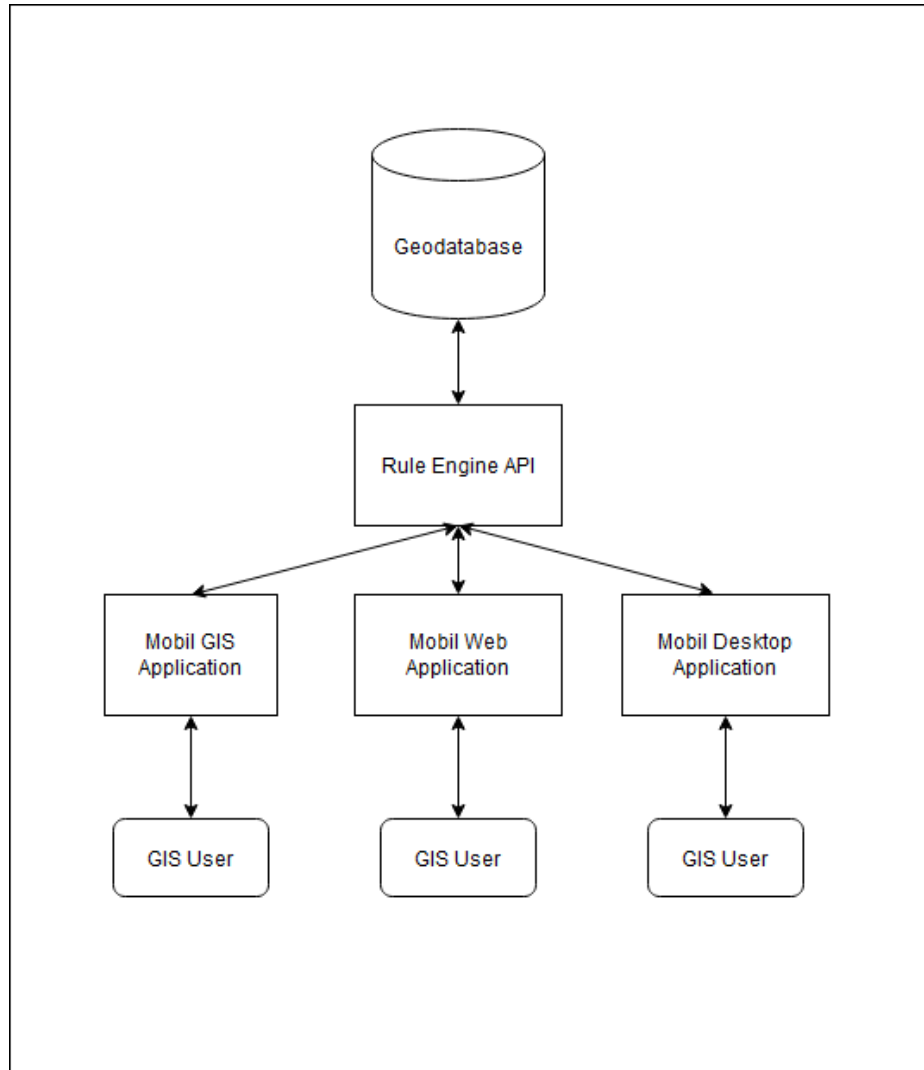 Geodatabase
Rule Engine API
Mobil GIS
Application
Mobil Web
Application
Mobil Desktop
Application
GIS User
GIS User
GIS User